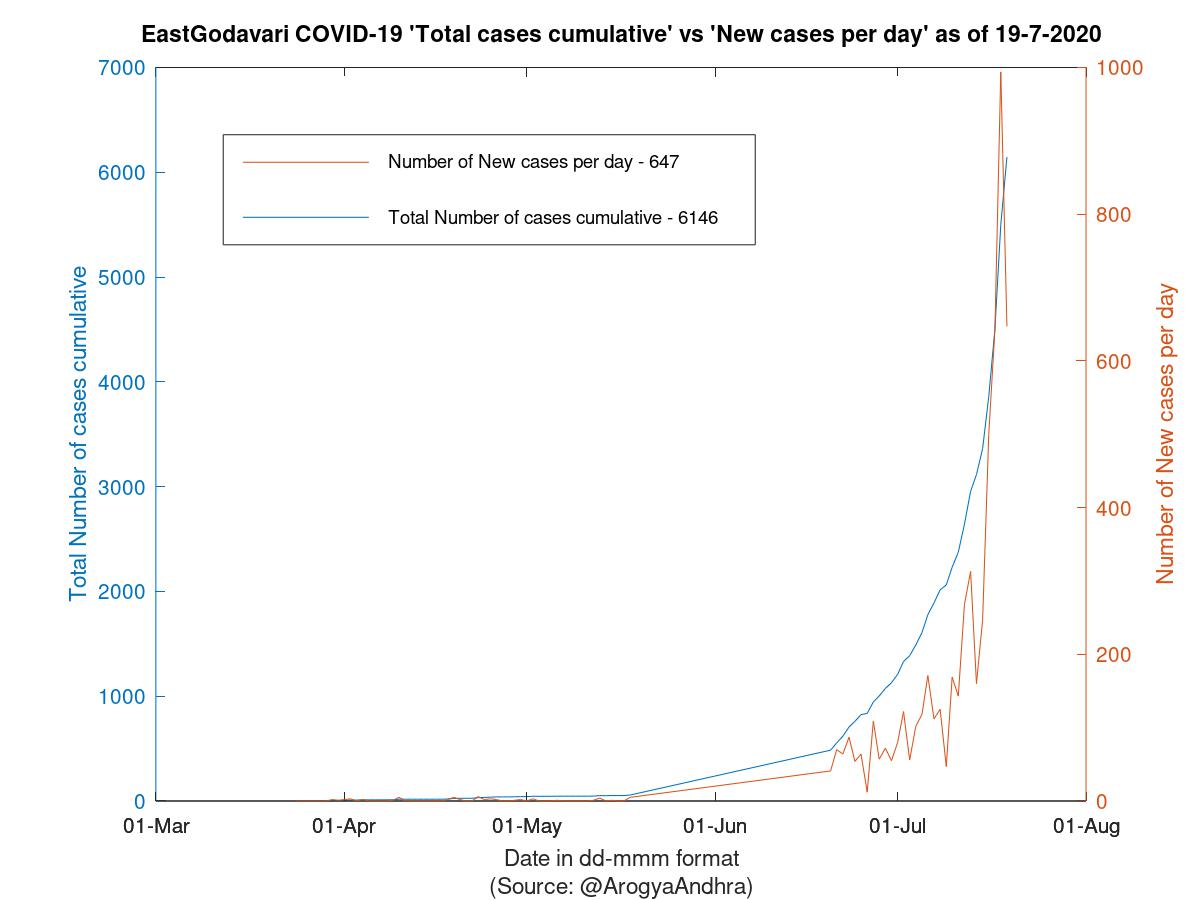 EastGodavari COVID-19 'Total cases cumulative' vs 'New cases per day' as of 19-7-2020
7000
6000
5000
4000
3000
2000
1000
0
Total Number of cases cumulative
Number of New cases per day - 647
Total Number of cases cumulative - 6146
1000
800
600
400
200
0
Number of New cases per day
01-Mar
01-Apr
01-May
01-Jun
01-Jul
01-Aug
Date in dd-mmm format
(Source: @ArogyaAndhra)